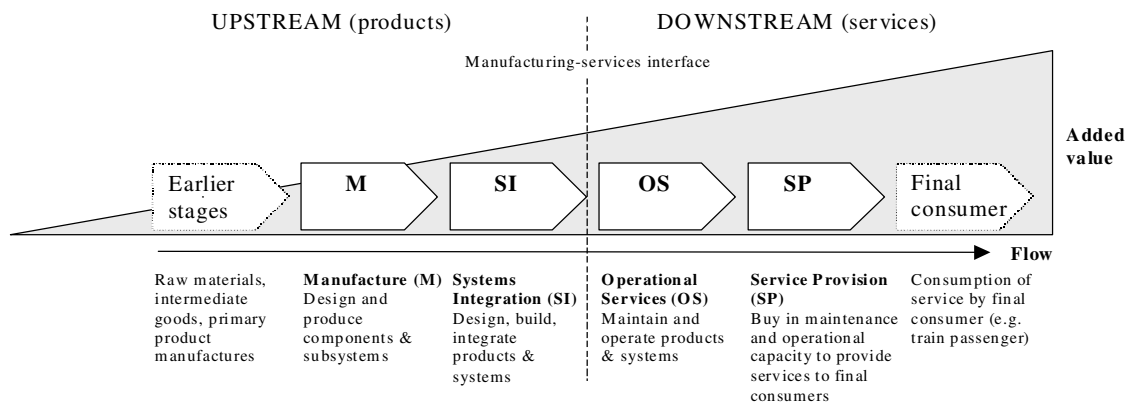 UPSTREAM (products)
DOWNSTREAM (services)
Manufacturing-services interface
Added
value
Earlier
stages
M
SI
OS
SP
Final
consumer
Flow
Raw materials,
intermediate
goods, primary
product
manufactures
Manufacture (M)
Design and
produce
components &
subsystems
Systems
Integration (SI)
Design, build,
integrate
products &
systems
Operational
Services (OS)
Maintain and
operate products
& systems
Service Provision
(SP)
Buy in maintenance
and operational
capacity to provide
services to final
consumers
Consumption of
service by final
consumer (e.g.
train passenger)